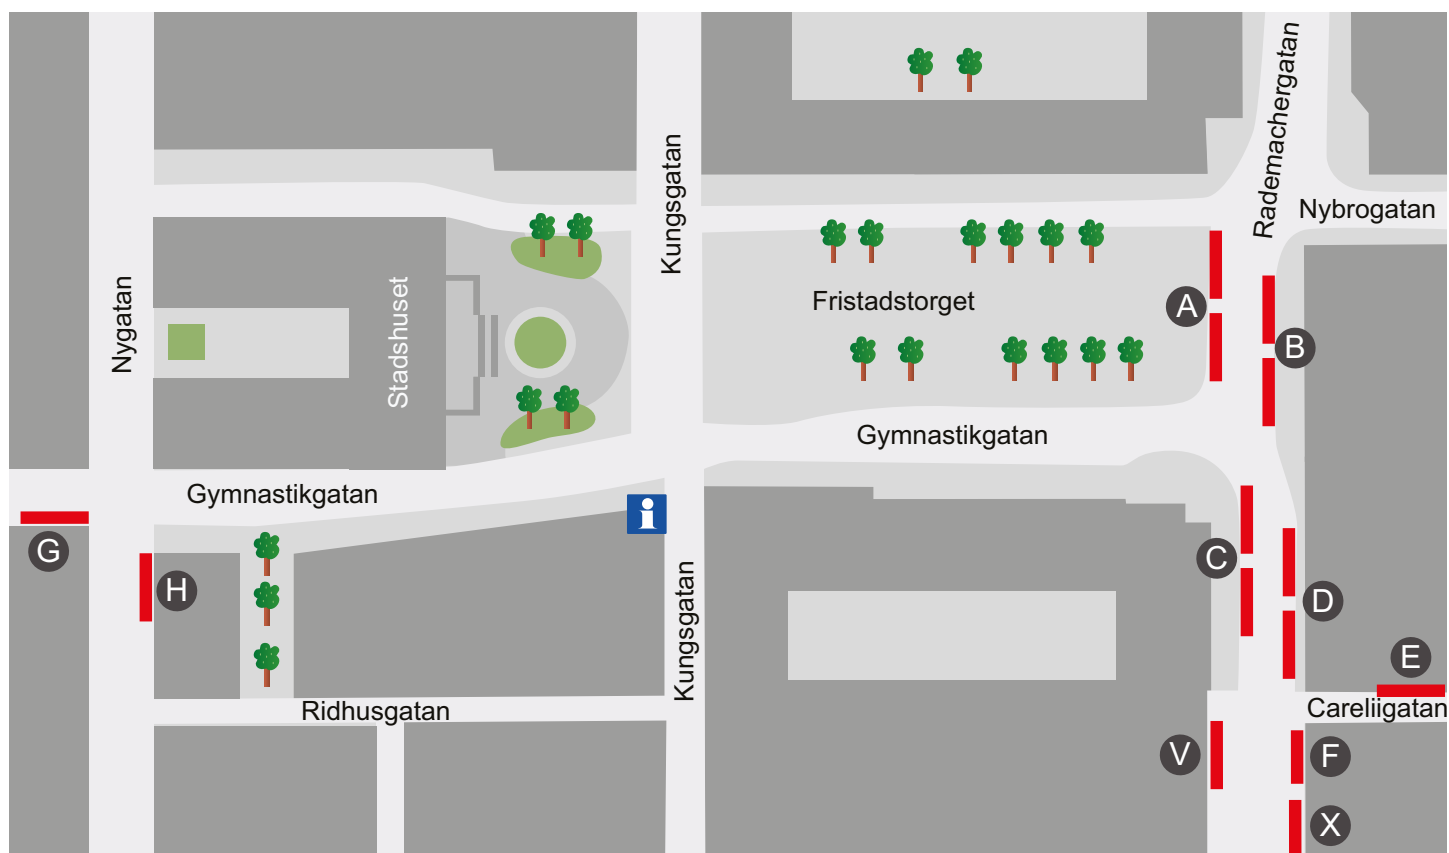 Rademachergatan
Kungsgatan
Nybrogatan
Nygatan
Stadshuset
Fristadstorget
A
B
Gymnastikgatan
Gymnastikgatan
i
G
H
C
D
Kungsgatan
E
Ridhusgatan
Careliigatan
V
F
X